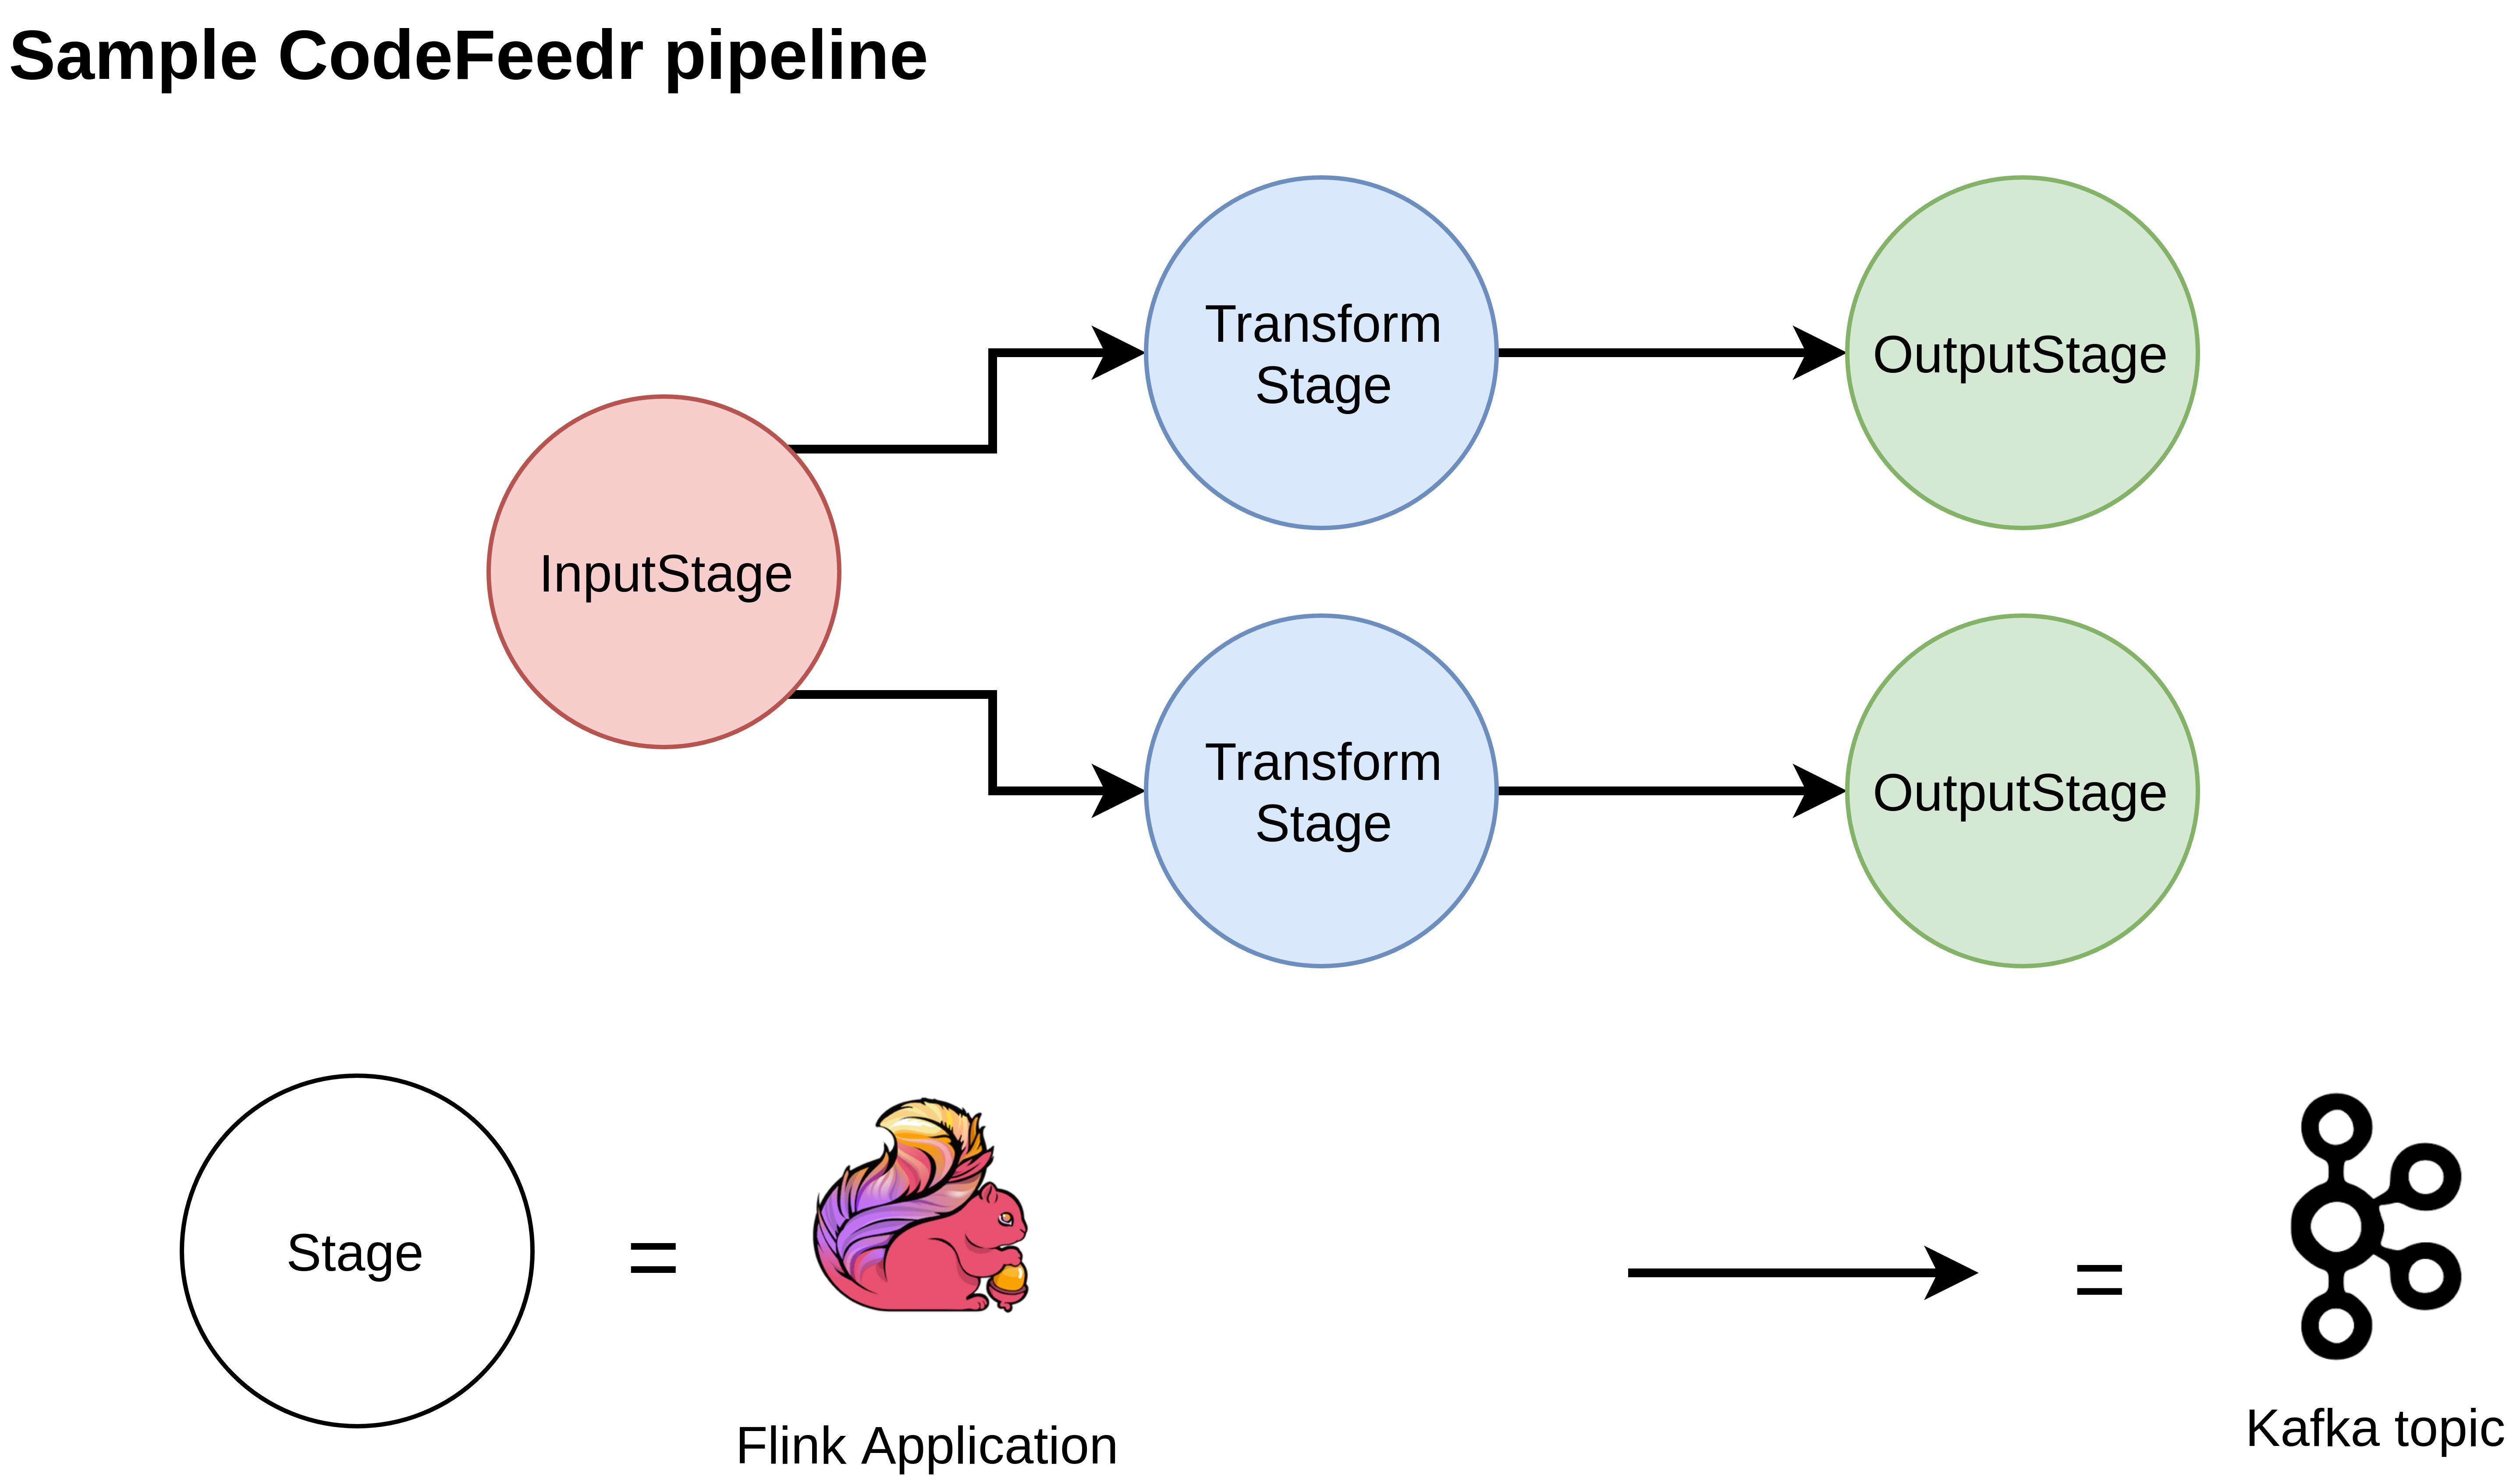 Sample CodeFeedr pipeline
Transform
Stage
OutputStage
InputStage
Transform
Stage
OutputStage
Stage
=
=
Flink Application
Kafka topic